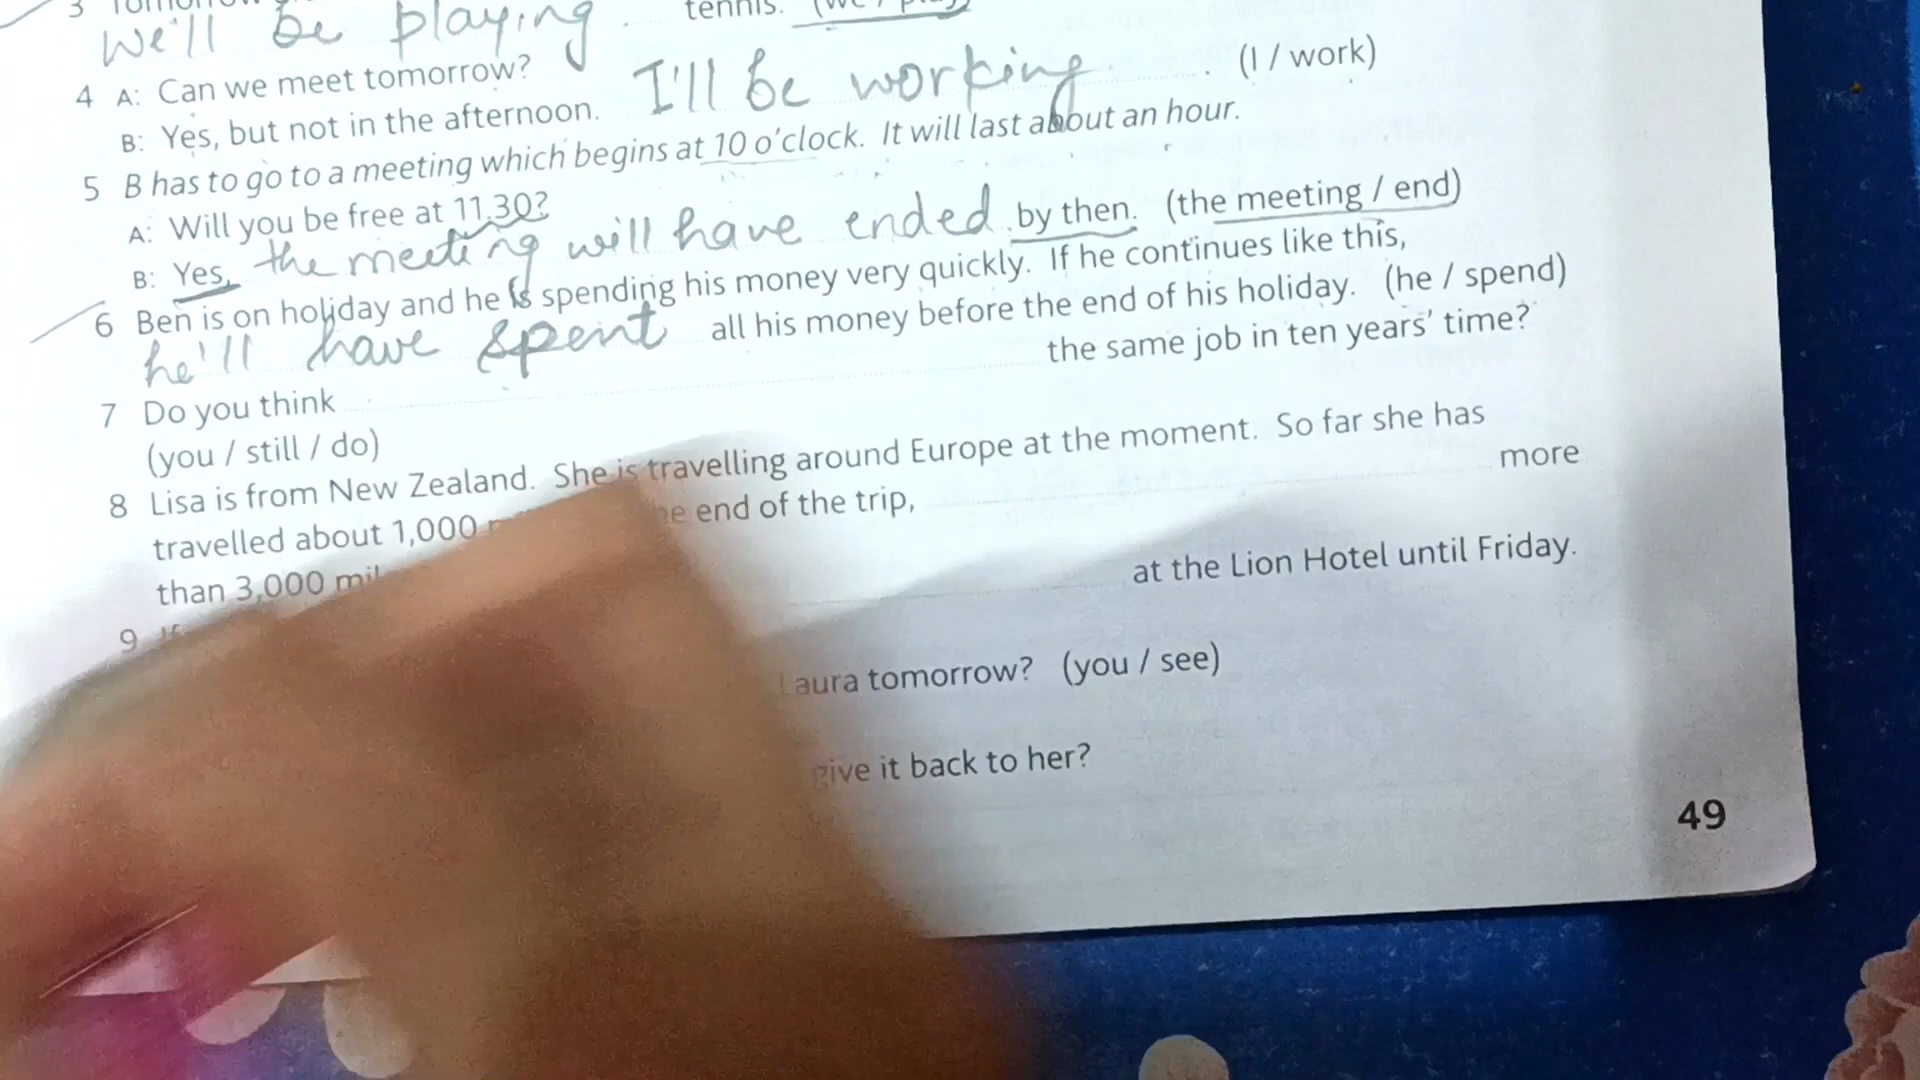 3 Tomorrow
We'll be playing tennis. (we / play)
4 A: Can we meet tomorrow?
B: Yes, but not in the afternoon. I'll be working . (I / work)
5 B has to go to a meeting which begins at 10 o'clock. It will last about an hour.
A: Will you be free at 11.30?
B: Yes, the meeting will have ended by then. (the meeting / end)
6 Ben is on holiday and he is spending his money very quickly. If he continues like this,
he'll have spent all his money before the end of his holiday. (he / spend)
7 Do you think the same job in ten years' time?
(you / still / do)
8 Lisa is from New Zealand. She is travelling around Europe at the moment. So far she has
travelled about 1,000 end of the trip, more
than 3,000
9 at the Lion Hotel until Friday.
Laura tomorrow? (you / see)
give it back to her?
49